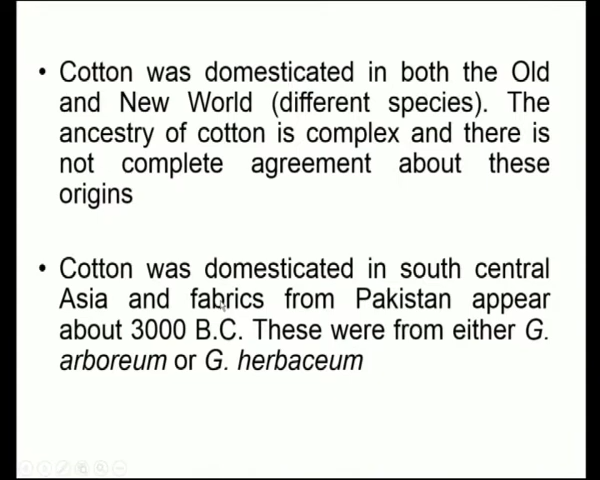 • Cotton was domesticated in both the Old
and New World (different species). The
ancestry of cotton is complex and there is
not complete agreement about these
origins
• Cotton was domesticated in south central
Asia and fabrics from Pakistan appear
about 3000 B.C. These were from either G.
arboreum or G. herbaceum